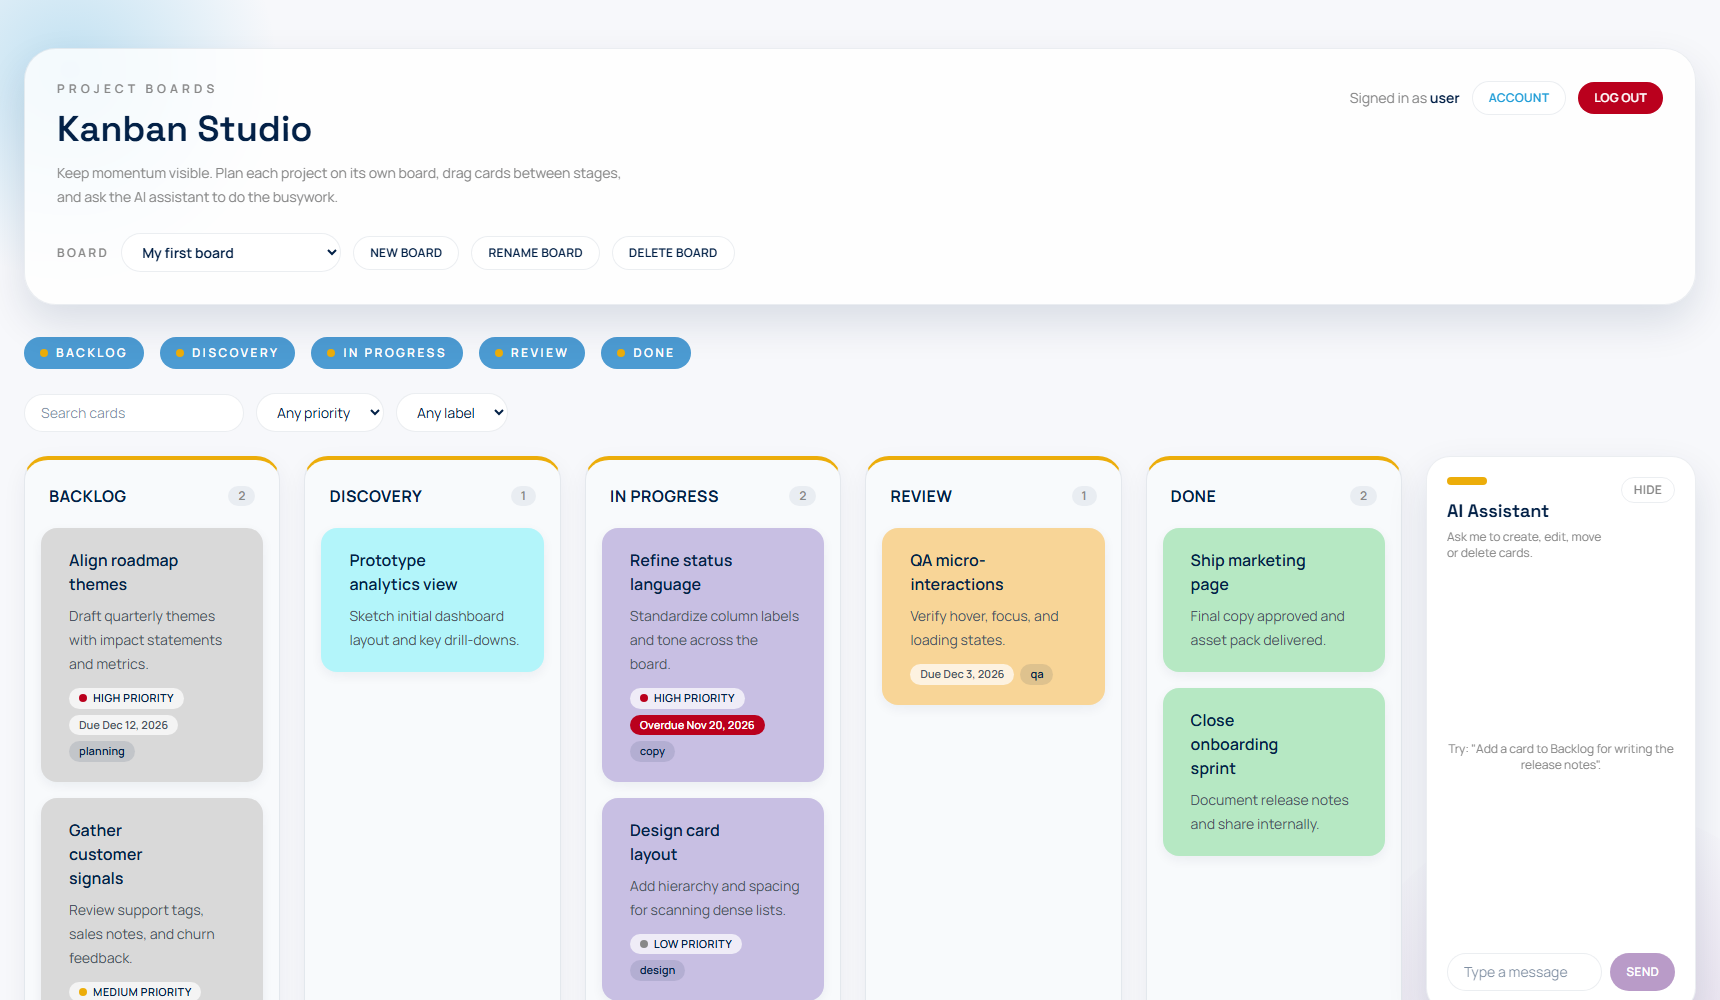 PROJECT BOARDS
Kanban Studio
Keep momentum visible. Plan each project on its own board, drag cards between stages,
and ask the AI assistant to do the busywork.
Signed in as user
ACCOUNT
LOG OUT
BOARD
My first board
NEW BOARD
RENAME BOARD
DELETE BOARD
BACKLOG
DISCOVERY
IN PROGRESS
REVIEW
DONE
Search cards
Any priority
Any label
BACKLOG
2
Align roadmap
themes
Draft quarterly themes
with impact statements
and metrics.
HIGH PRIORITY
Due Dec 12, 2026
planning
Gather
customer
signals
Review support tags,
sales notes, and churn
feedback.
MEDIUM PRIORITY
DISCOVERY
1
Prototype
analytics view
Sketch initial dashboard
layout and key drill-downs.
IN PROGRESS
2
Refine status
language
Standardize column labels
and tone across the
board.
HIGH PRIORITY
Overdue Nov 20, 2026
copy
Design card
layout
Add hierarchy and spacing
for scanning dense lists.
LOW PRIORITY
design
REVIEW
1
QA micro-
interactions
Verify hover, focus, and
loading states.
Due Dec 3, 2026
qa
DONE
2
Ship marketing
page
Final copy approved and
asset pack delivered.
Close
onboarding
sprint
Document release notes
and share internally.
HIDE
AI Assistant
Ask me to create, edit, move
or delete cards.
Try: "Add a card to Backlog for writing the
release notes".
Type a message
SEND